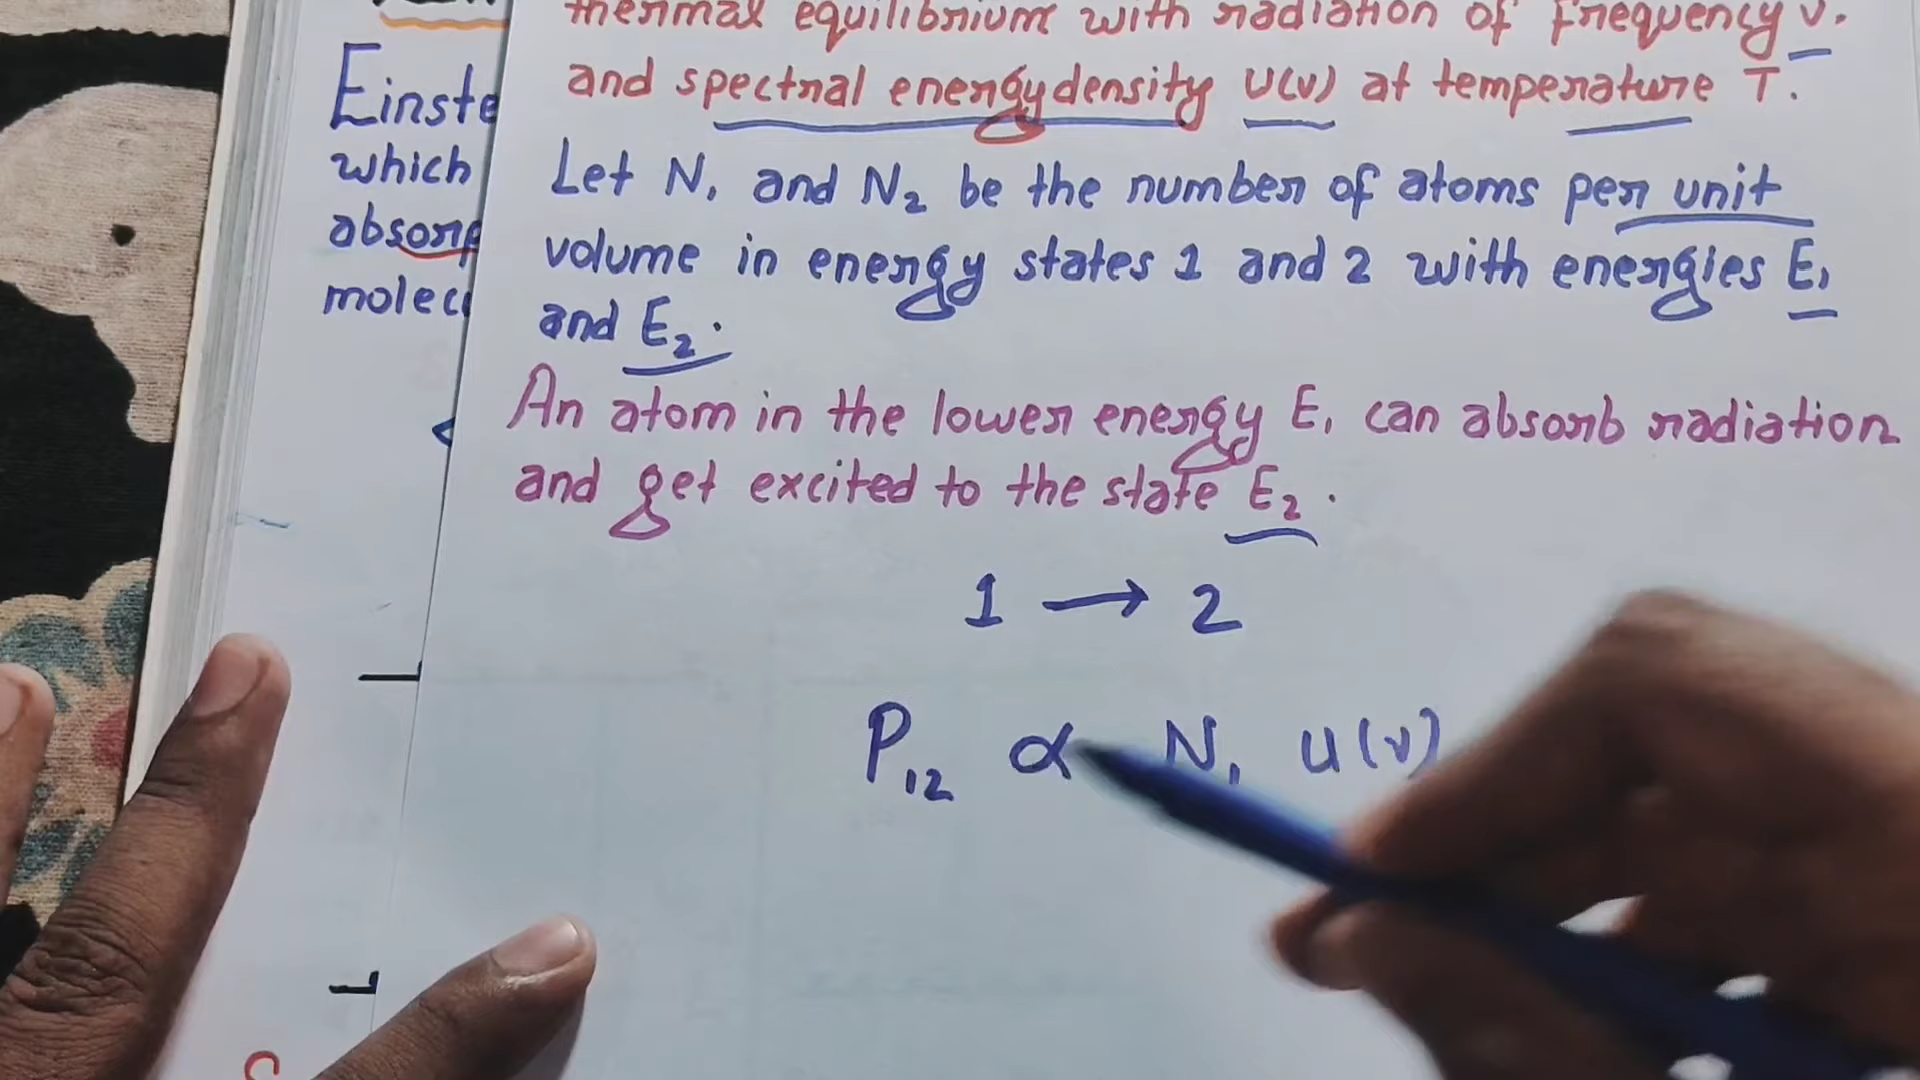 thermal equilibrium with radiation of frequency ν.
and spectral energy density U(ν) at temperature T.
Let N₁ and N₂ be the number of atoms per unit
volume in energy states 1 and 2 with energies E₁
and E₂.
An atom in the lower energy E₁ can absorb radiation
and get excited to the state E₂.
1 → 2
P₁₂ ∝ N₁ u(ν)
Einste
which
absorp
molec